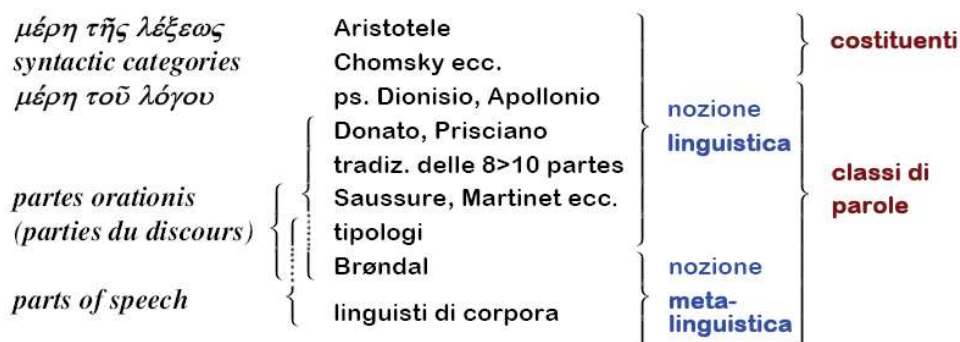 μέρη τῆς λέξεως Aristotele
costituenti
syntactic categories Chomsky ecc.
μέρη τοῦ λόγου ps. Dionisio, Apollonio
nozione
linguistica
Donato, Prisciano
tradiz. delle 8>10 partes
classi di
parole
partes orationis Saussure, Martinet ecc.
(parties du discours) tipologi
Brøndal nozione
parts of speech meta-
linguisti di corpora linguistica